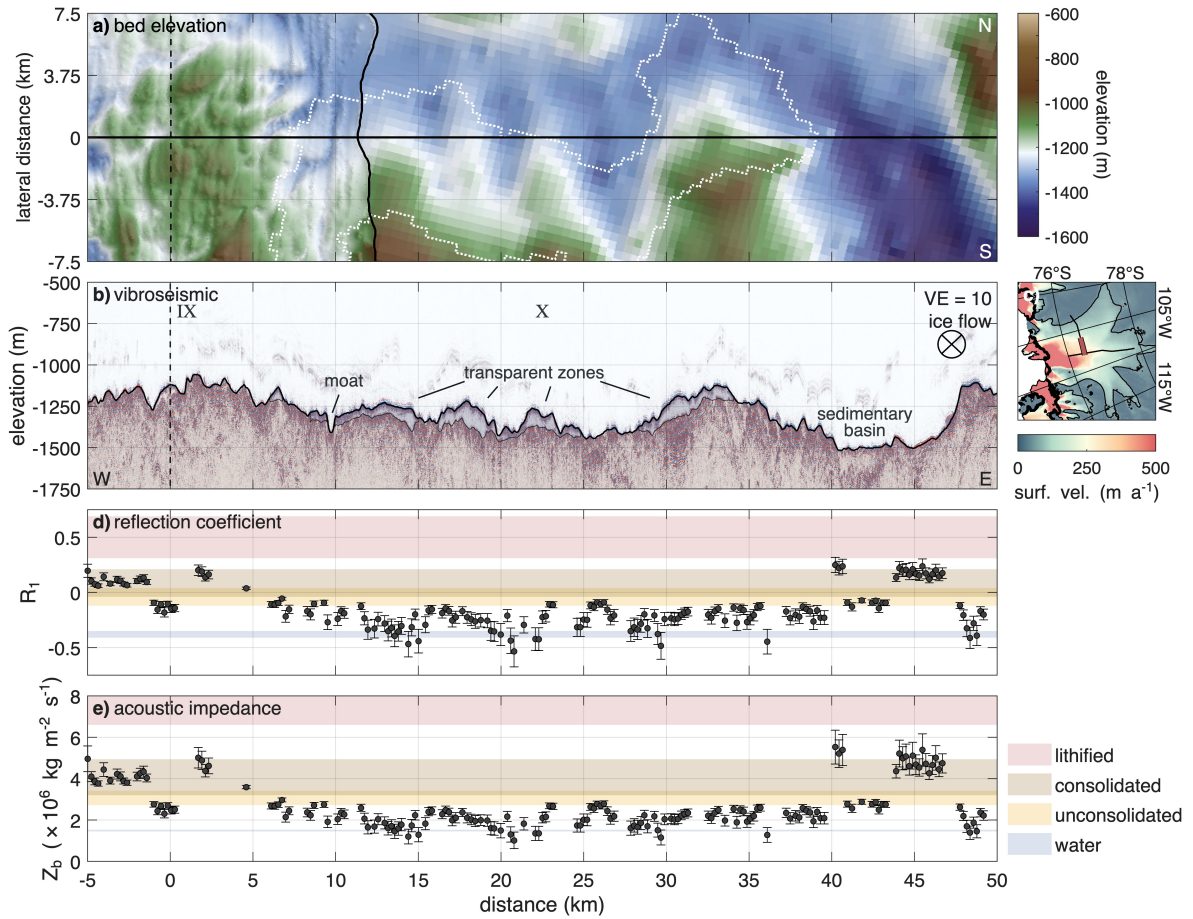 a) bed elevation
N
S
7.5
3.75
0
-3.75
-7.5
lateral distance (km)
-600
-800
-1000
-1200
-1400
-1600
elevation (m)
b) vibroseismic
IX
X
VE = 10
ice flow
moat
transparent zones
sedimentary
basin
W
E
-500
-750
-1000
-1250
-1500
-1750
elevation (m)
76°S
78°S
105°W
115°W
0
250
500
surf. vel. (m a⁻¹)
d) reflection coefficient
0.5
0
-0.5
R₁
e) acoustic impedance
8
6
4
2
0
Z_b ( × 10⁶ kg m⁻² s⁻¹)
-5
0
5
10
15
20
25
30
35
40
45
50
distance (km)
lithified
consolidated
unconsolidated
water